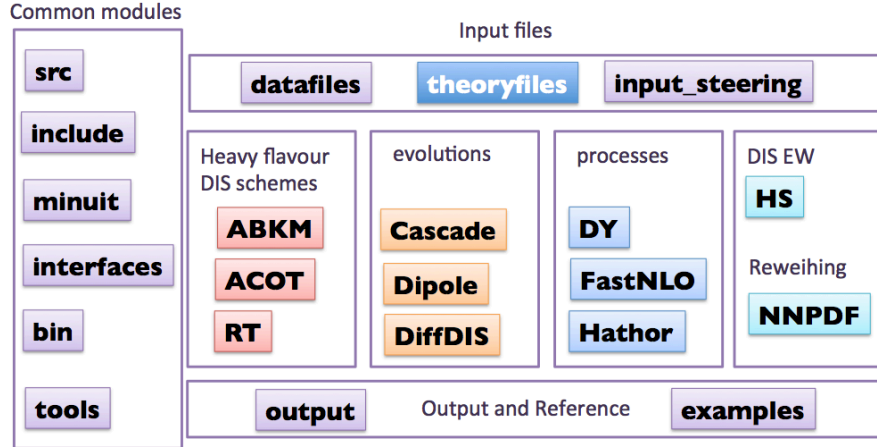 Common modules
src
include
minuit
interfaces
bin
tools
Input files
datafiles
theoryfiles
input_steering
Heavy flavour
DIS schemes
ABKM
ACOT
RT
evolutions
Cascade
Dipole
DiffDIS
processes
DY
FastNLO
Hathor
DIS EW
HS
Reweihing
NNPDF
output
Output and Reference
examples